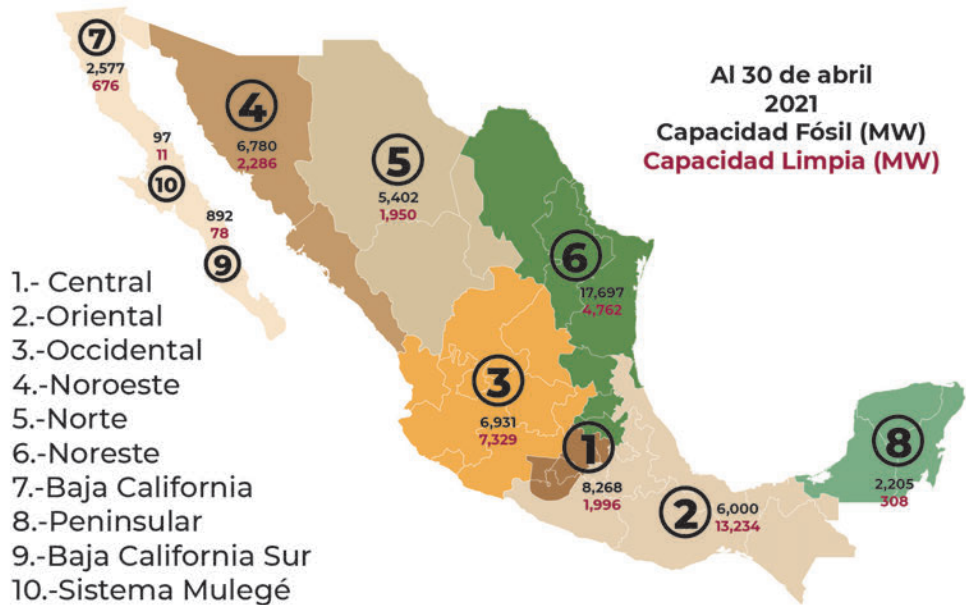 Al 30 de abril
2021
Capacidad Fósil (MW)
Capacidad Limpia (MW)
7
2,577
676
4
6,780
2,286
97
11
10
5
5,402
1,950
892
78
9
6
17,697
4,762
3
6,931
7,329
1
8,268
1,996
2
6,000
13,234
8
2,205
308
1.- Central
2.-Oriental
3.-Occidental
4.-Noroeste
5.-Norte
6.-Noreste
7.-Baja California
8.-Peninsular
9.-Baja California Sur
10.-Sistema Mulegé